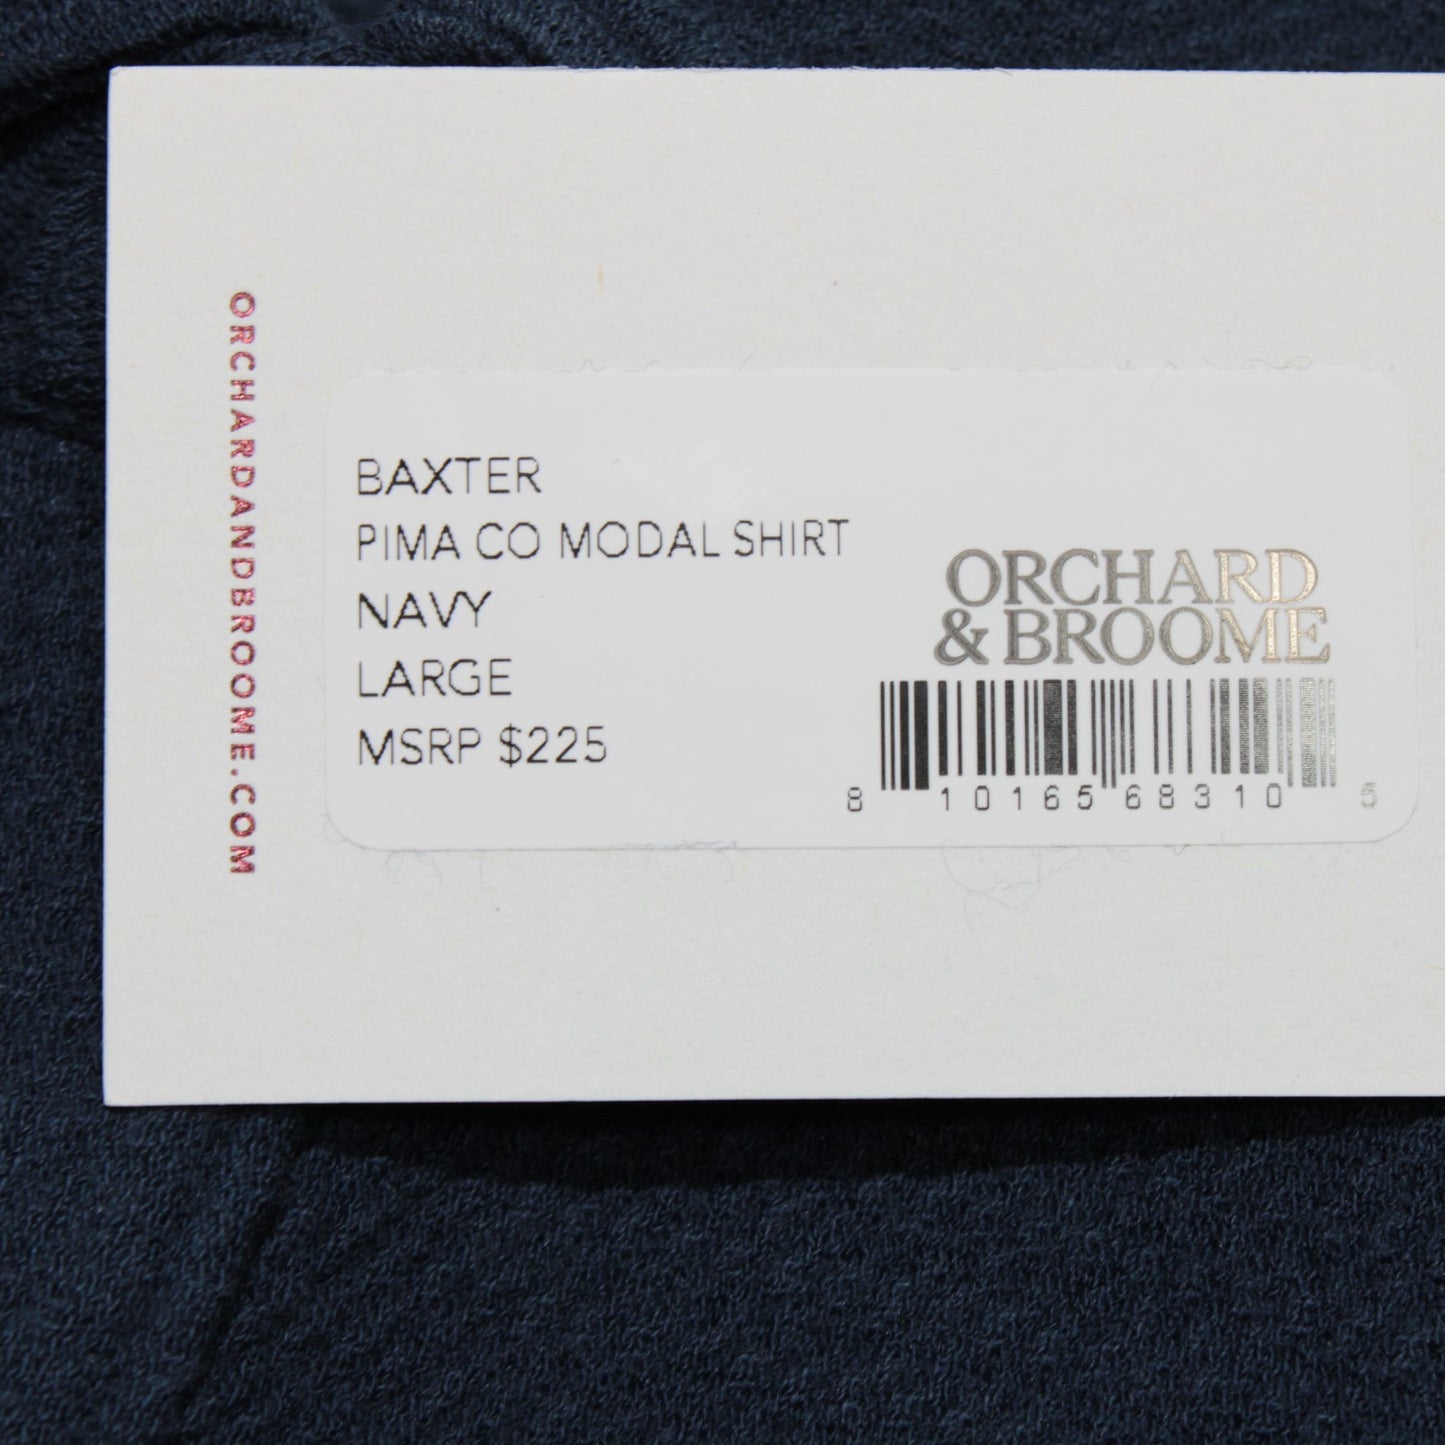 ORCHARDANDBROOME.COM
BAXTER
PIMA CO MODAL SHIRT
NAVY
LARGE
MSRP $225
ORCHARD
& BROOME
8 10165 68310 5